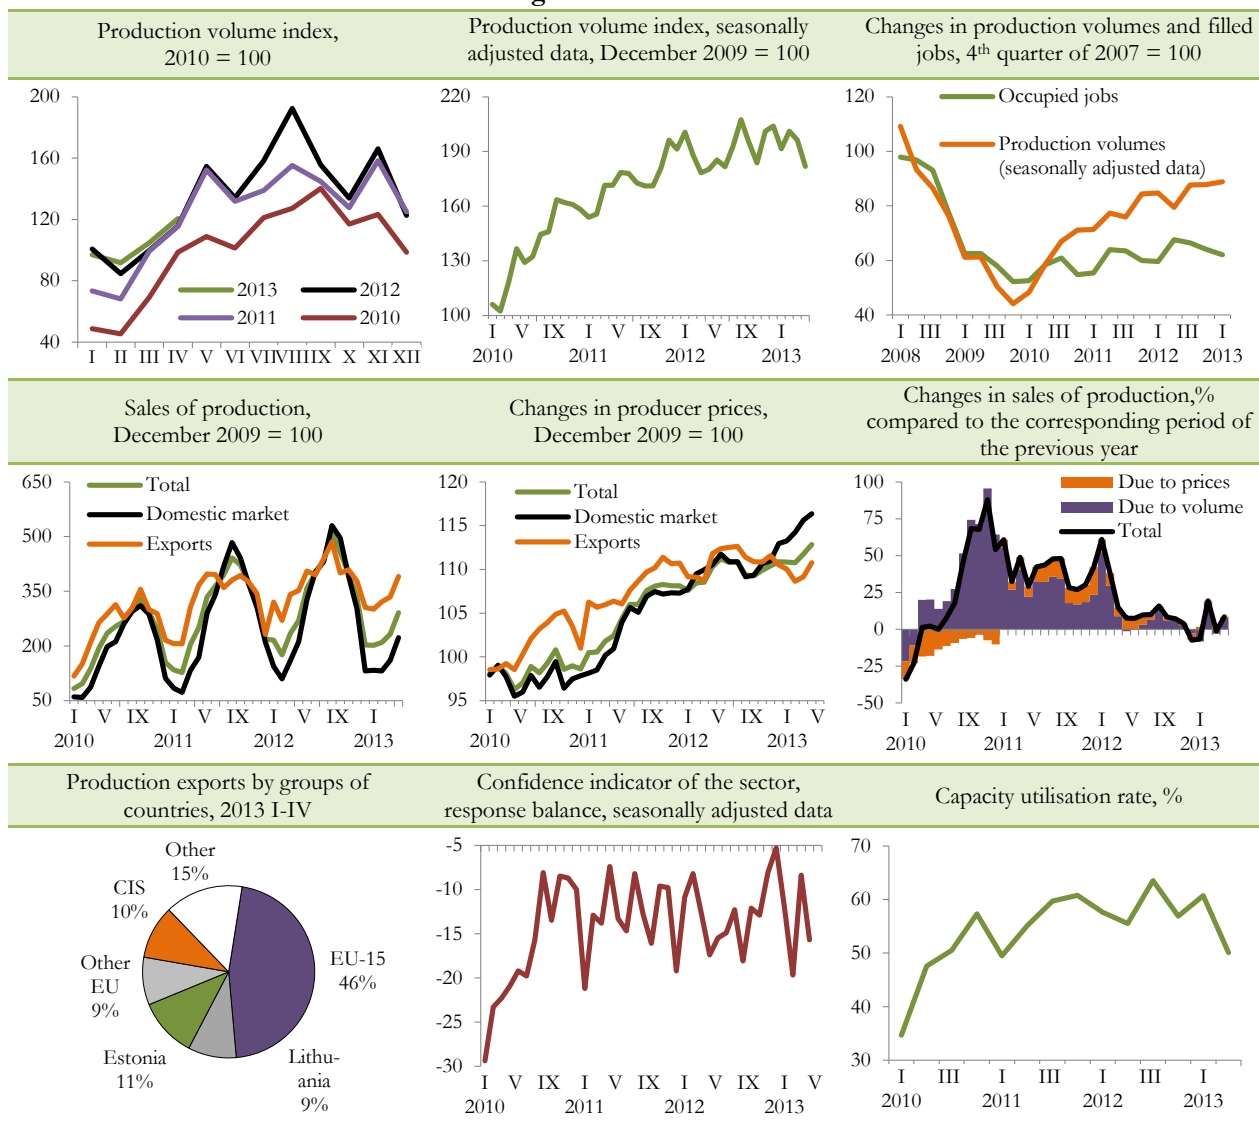 Production volume index,
2010 = 100
Production volume index, seasonally
adjusted data, December 2009 = 100
Changes in production volumes and filled
jobs, 4th quarter of 2007 = 100
200
160
120
80
40
2013
2012
2011
2010
I II III IV V VI VII VIII IX X XI XII
220
190
160
130
100
I V IX I V IX I V IX I
2010 2011 2012 2013
120
100
80
60
40
Occupied jobs
Production volumes
(seasonally adjusted data)
I III I III I III I III I III I
2008 2009 2010 2011 2012 2013
Sales of production,
December 2009 = 100
Changes in producer prices,
December 2009 = 100
Changes in sales of production,%
compared to the corresponding period of
the previous year
650
500
350
200
50
Total
Domestic market
Exports
I V IX I V IX I V IX I
2010 2011 2012 2013
120
115
110
105
100
95
Total
Domestic market
Exports
I V IX I V IX I V IX I V
2010 2011 2012 2013
100
75
50
25
0
-25
-50
Due to prices
Due to volume
Total
I V IX I V IX I V IX I
2010 2011 2012 2013
Production exports by groups of
countries, 2013 I-IV
Confidence indicator of the sector,
response balance, seasonally adjusted data
Capacity utilisation rate, %
Other
15%
CIS
10%
Other
EU
9%
Estonia
11%
Lithu-
ania
9%
EU-15
46%
-5
-10
-15
-20
-25
-30
I V IX I V IX I V IX I V
2010 2011 2012 2013
70
60
50
40
30
I III I III I III I
2010 2011 2012 2013